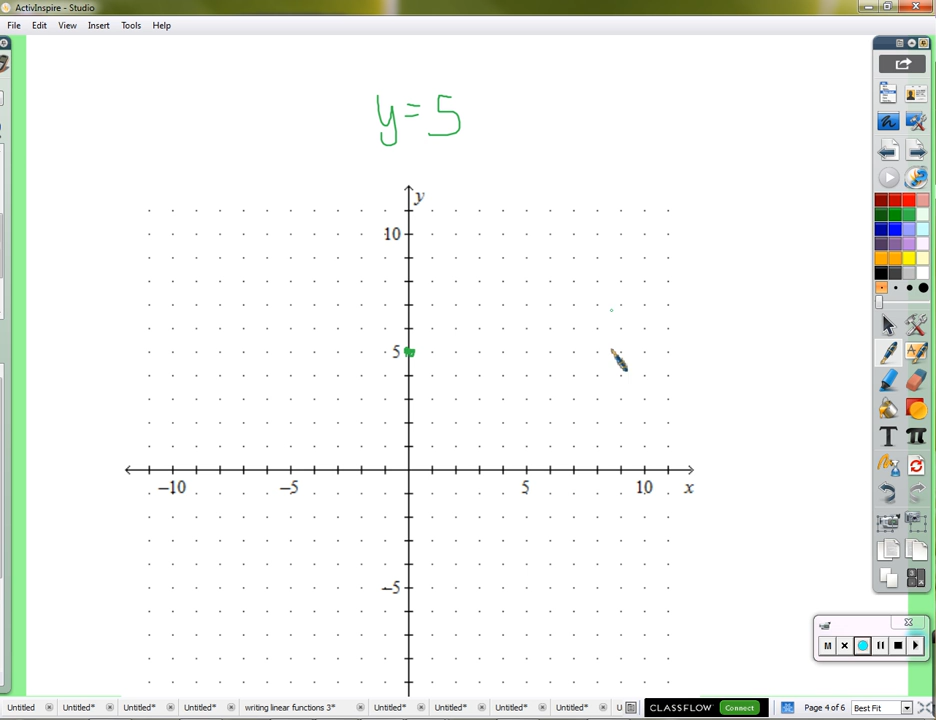 ActivInspire - Studio
File Edit View Insert Tools Help
y=5
y
10
5
-10 -5 5 10 x
-5
M
Untitled Untitled* Untitled* Untitled* writing linear functions 3* Untitled* Untitled* Untitled* Untitled* U CLASSFLOW Connect Page 4 of 6 Best Fit